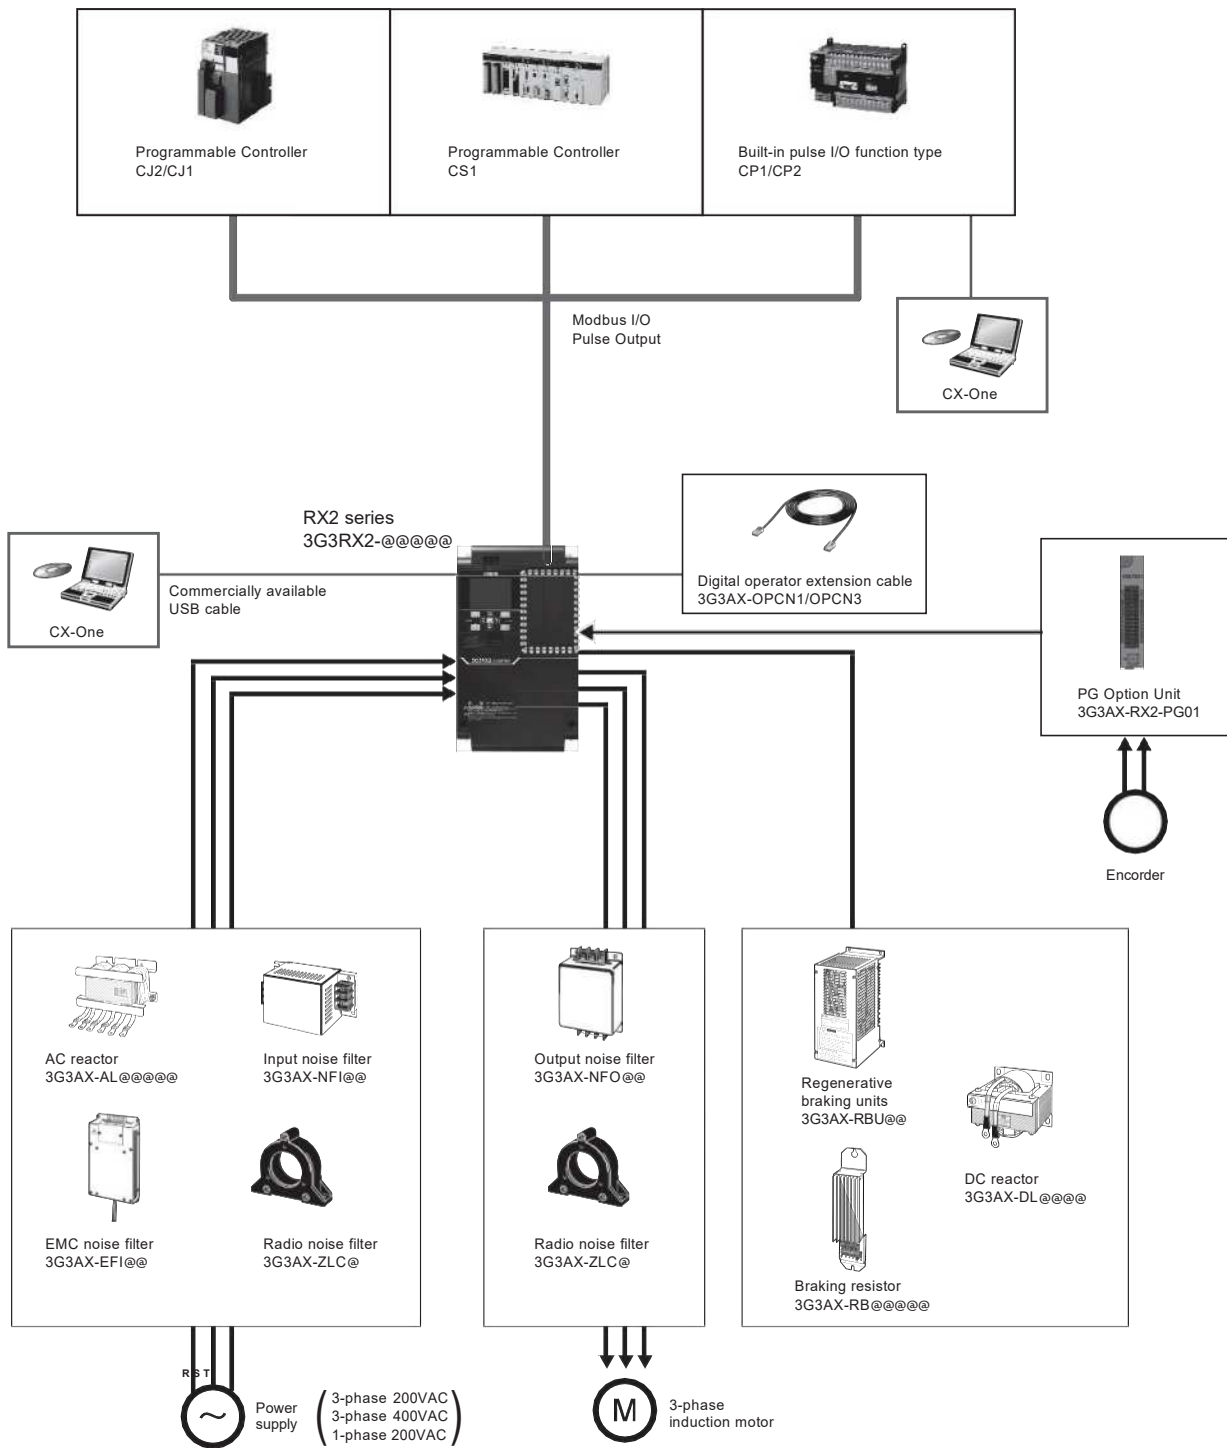 Programmable Controller
CJ2/CJ1
Programmable Controller
CS1
Built-in pulse I/O function type
CP1/CP2
Modbus I/O
Pulse Output
CX-One
RX2 series
3G3RX2-@@@@@
Digital operator extension cable
3G3AX-OPCN1/OPCN3
Commercially available
USB cable
CX-One
PG Option Unit
3G3AX-RX2-PG01
Encorder
AC reactor
3G3AX-AL@@@@@
Input noise filter
3G3AX-NFI@@
Output noise filter
3G3AX-NFO@@
Regenerative
braking units
3G3AX-RBU@@
DC reactor
3G3AX-DL@@@@
EMC noise filter
3G3AX-EFI@@
Radio noise filter
3G3AX-ZLC@
Radio noise filter
3G3AX-ZLC@
Braking resistor
3G3AX-RB@@@@@
R S T
Power
supply
3-phase 200VAC
3-phase 400VAC
1-phase 200VAC
M
3-phase
induction motor